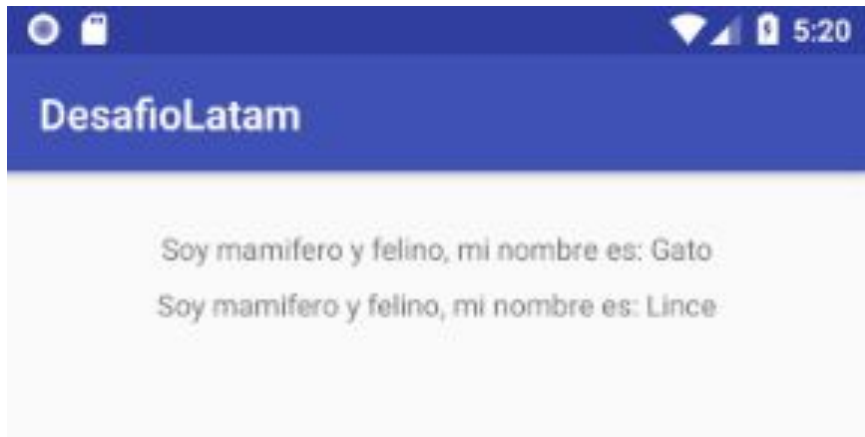 5:20
DesafioLatam
Soy mamifero y felino, mi nombre es: Gato
Soy mamifero y felino, mi nombre es: Lince